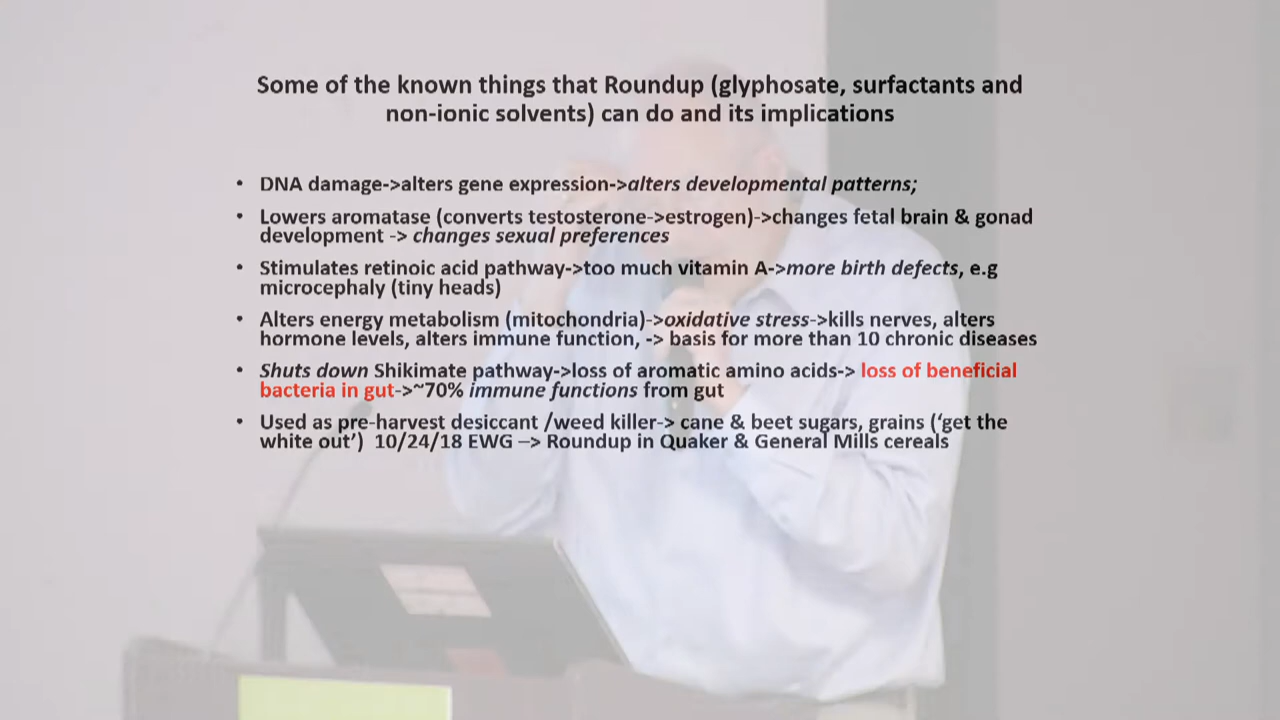 Some of the known things that Roundup (glyphosate, surfactants and
non-ionic solvents) can do and its implications
• DNA damage->alters gene expression->alters developmental patterns;
• Lowers aromatase (converts testosterone->estrogen)->changes fetal brain & gonad
development -> changes sexual preferences
• Stimulates retinoic acid pathway->too much vitamin A->more birth defects, e.g
microcephaly (tiny heads)
• Alters energy metabolism (mitochondria)->oxidative stress->kills nerves, alters
hormone levels, alters immune function, -> basis for more than 10 chronic diseases
• Shuts down Shikimate pathway->loss of aromatic amino acids-> loss of beneficial
bacteria in gut->~70% immune functions from gut
• Used as pre-harvest desiccant /weed killer-> cane & beet sugars, grains (‘get the
white out’)  10/24/18 EWG –> Roundup in Quaker & General Mills cereals